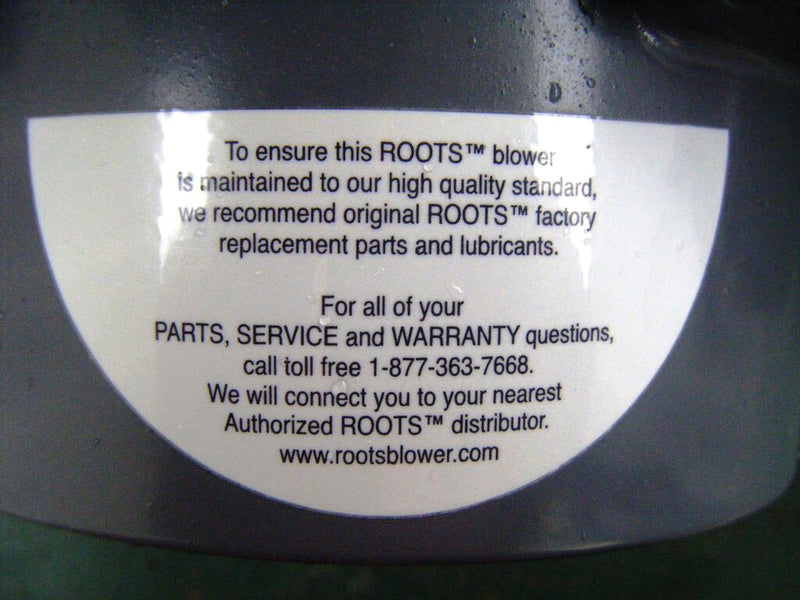 To ensure this ROOTS™ blower
is maintained to our high quality standard,
we recommend original ROOTS™ factory
replacement parts and lubricants.
For all of your
PARTS, SERVICE and WARRANTY questions,
call toll free 1-877-363-7668.
We will connect you to your nearest
Authorized ROOTS™ distributor.
www.rootsblower.com